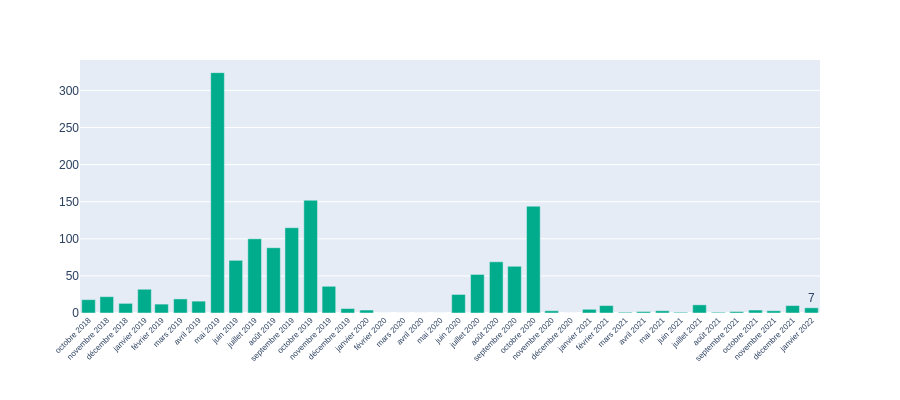 300
250
200
150
100
50
0
7
octobre 2018
novembre 2018
décembre 2018
janvier 2019
février 2019
mars 2019
avril 2019
mai 2019
juin 2019
juillet 2019
août 2019
septembre 2019
octobre 2019
novembre 2019
décembre 2019
janvier 2020
février 2020
mars 2020
avril 2020
mai 2020
juin 2020
juillet 2020
août 2020
septembre 2020
octobre 2020
novembre 2020
décembre 2020
janvier 2021
février 2021
mars 2021
avril 2021
mai 2021
juin 2021
juillet 2021
août 2021
septembre 2021
octobre 2021
novembre 2021
décembre 2021
janvier 2022